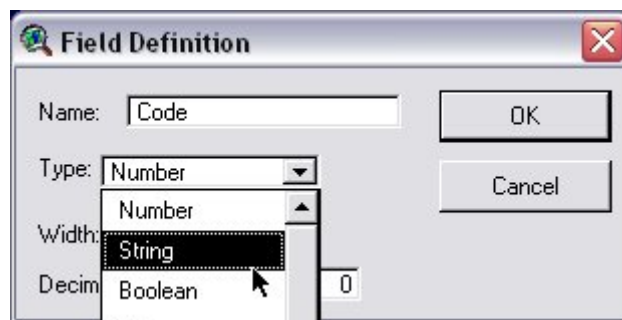 Field Definition
Name: Code
OK
Type: Number
Cancel
Number
Width:
String
Decim
Boolean
0